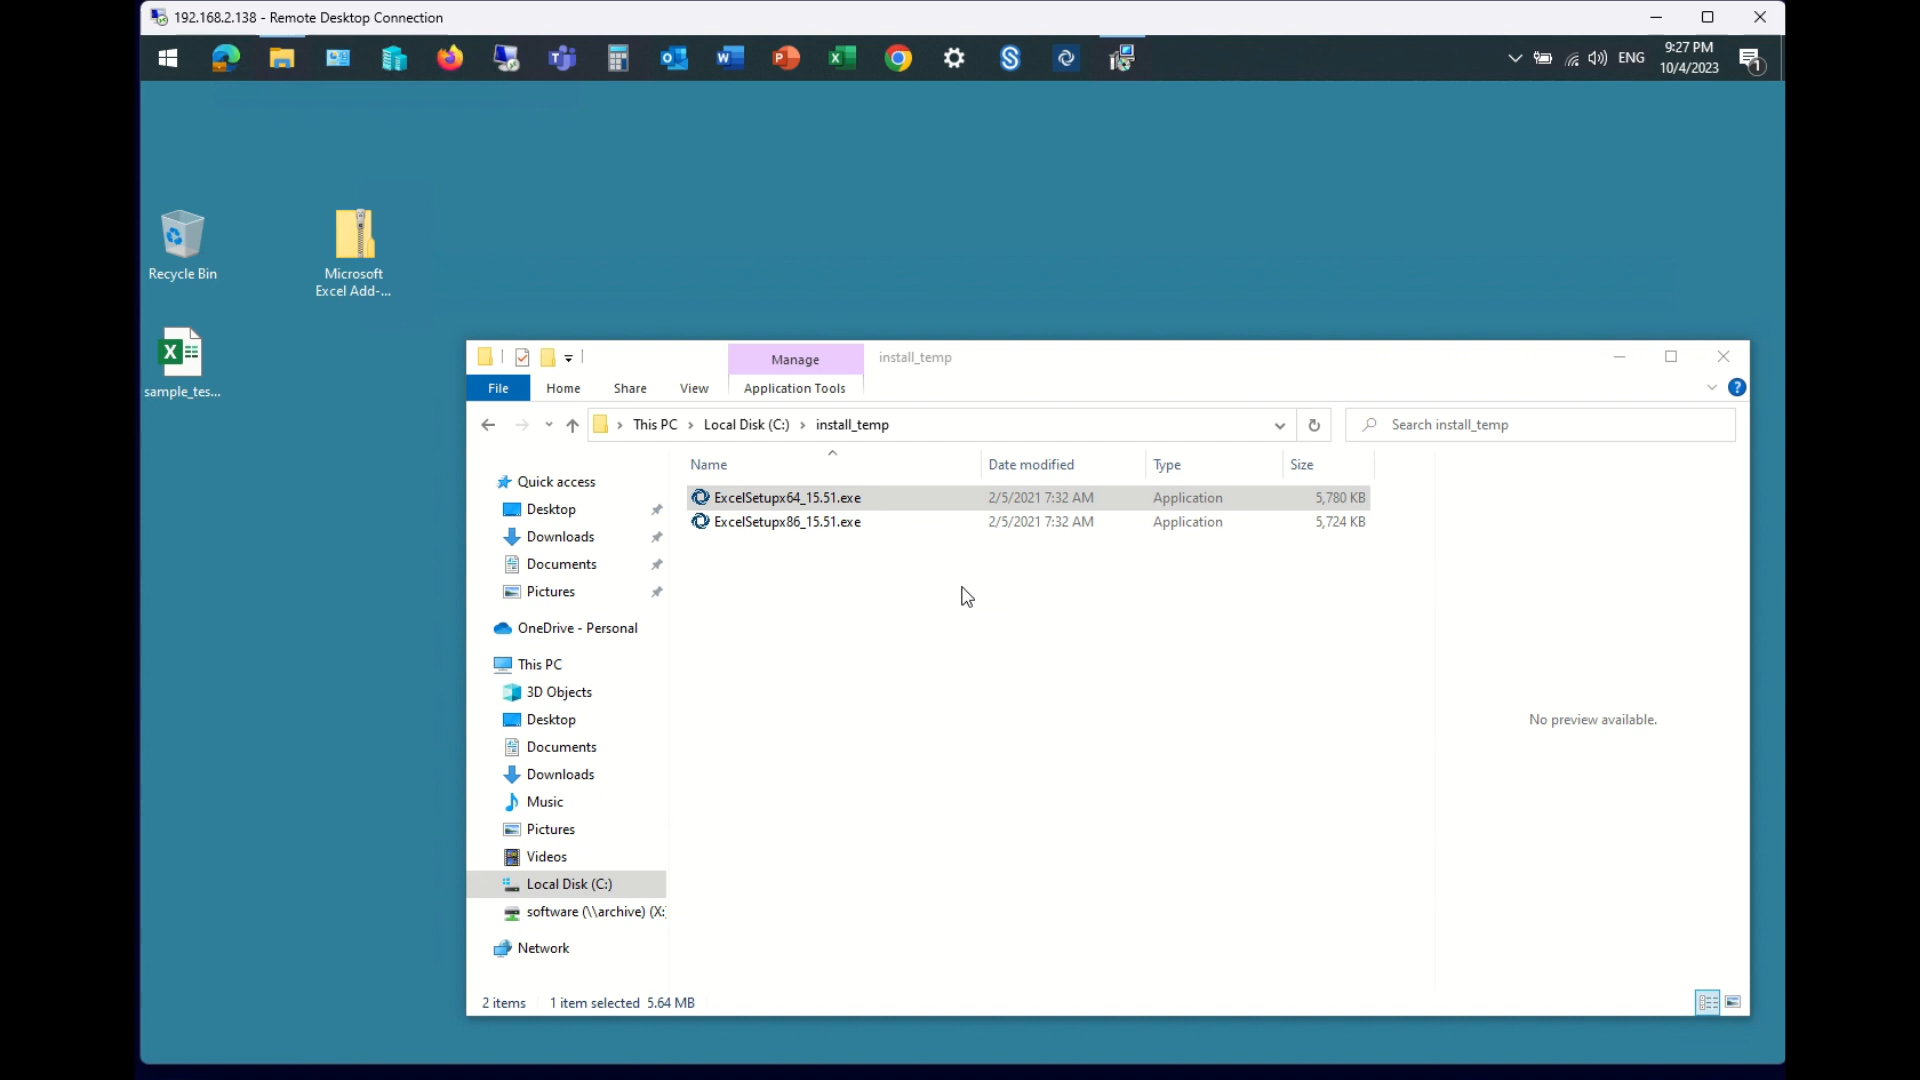 192.168.2.138 - Remote Desktop Connection
ENG
9:27 PM
10/4/2023
1
Recycle Bin
Microsoft
Excel Add-...
sample_tes...
Manage
install_temp
File
Home
Share
View
Application Tools
This PC
Local Disk (C:)
install_temp
Search install_temp
Name
Date modified
Type
Size
ExcelSetupx64_15.51.exe 2/5/2021 7:32 AM Application 5,780 KB
ExcelSetupx86_15.51.exe 2/5/2021 7:32 AM Application 5,724 KB
Quick access
Desktop
Downloads
Documents
Pictures
OneDrive - Personal
This PC
3D Objects
Desktop
Documents
Downloads
Music
Pictures
Videos
Local Disk (C:)
software (\\archive) (X:
Network
No preview available.
2 items 1 item selected 5.64 MB